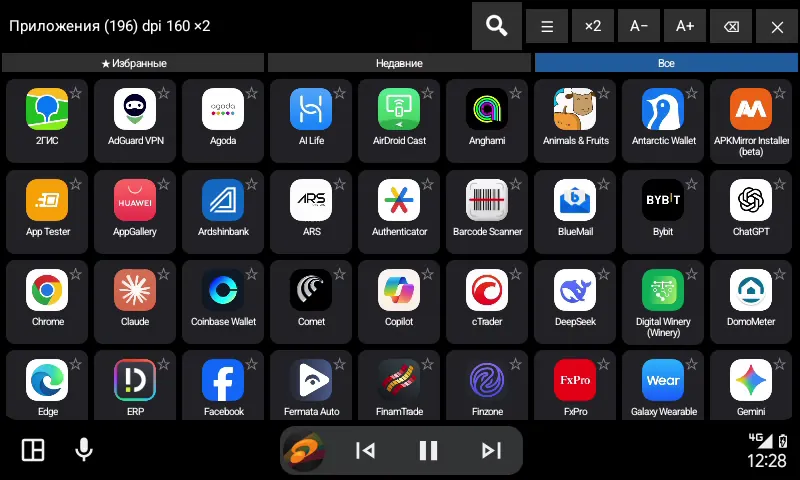 Приложения (196) dpi 160 ×2
×2 A− A+
★ Избранные Недавние Все
2ГИС AdGuard VPN Agoda AI Life AirDroid Cast Anghami Animals & Fruits Antarctic Wallet APKMirror Installer (beta)
agoda
HUAWEI ARS b BYBIT
App Tester AppGallery Ardshinbank ARS Authenticator Barcode Scanner BlueMail Bybit ChatGPT
Chrome Claude Coinbase Wallet Comet Copilot cTrader DeepSeek Digital Winery (Winery) DomoMeter
FxPro Wear
Edge ERP Facebook Fermata Auto FinamTrade Finzone FxPro Galaxy Wearable Gemini
4G
12:28